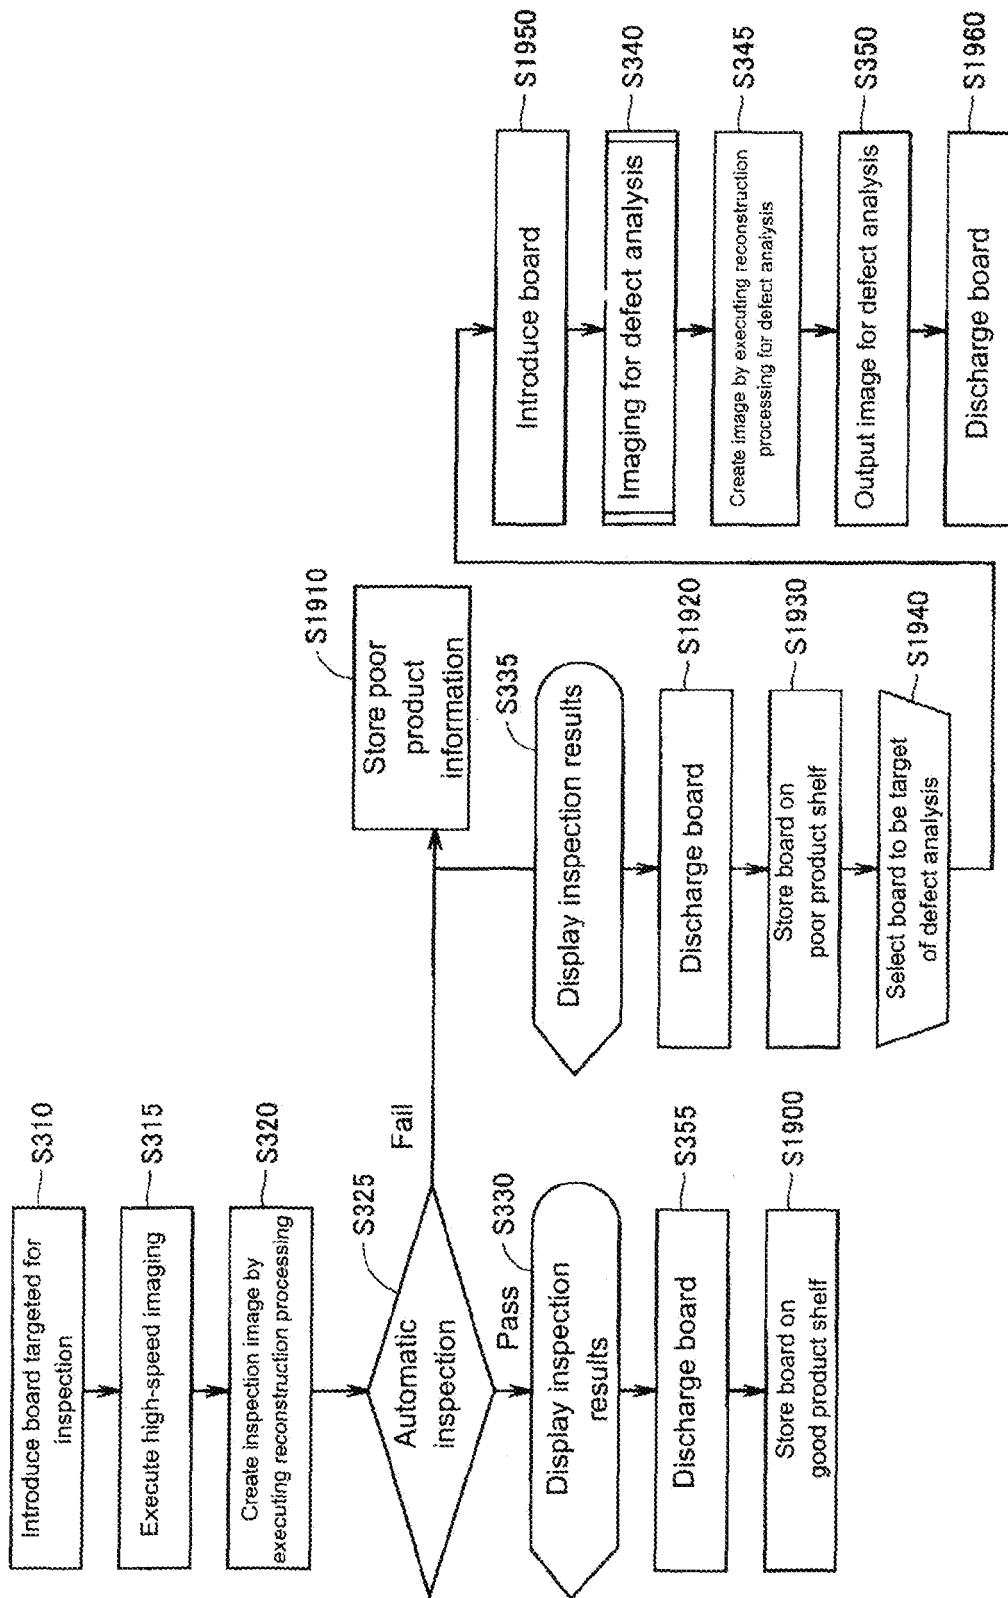 S310
Introduce board targeted for
inspection
S315
Execute high-speed imaging
S320
Create inspection image by
executing reconstruction processing
S325
Automatic
inspection
Fail
Pass
S330
Display inspection
results
S355
Discharge board
S1900
Store board on
good product shelf
S1910
Store poor
product
information
S335
Display inspection results
S1920
Discharge board
S1930
Store board on
poor product shelf
S1940
Select board to be target
of defect analysis
S1950
Introduce board
S340
Imaging for defect analysis
S345
Create image by executing reconstruction
processing for defect analysis
S350
Output image for defect analysis
S1960
Discharge board